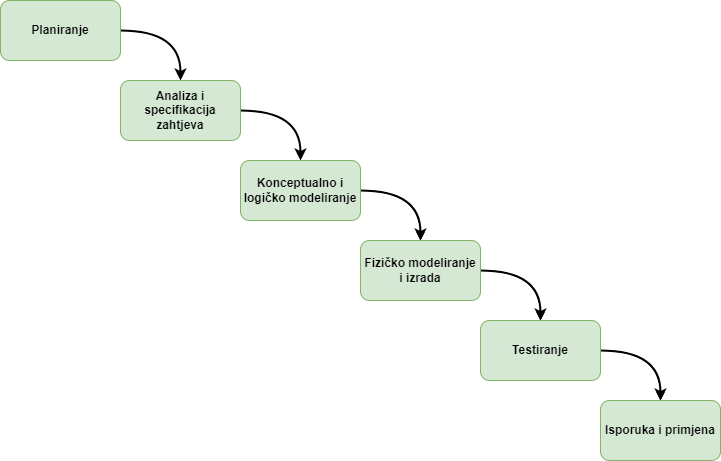 Planiranje
Analiza i
specifikacija
zahtjeva
Konceptualno i
logičko modeliranje
Fizičko modeliranje
i izrada
Testiranje
Isporuka i primjena